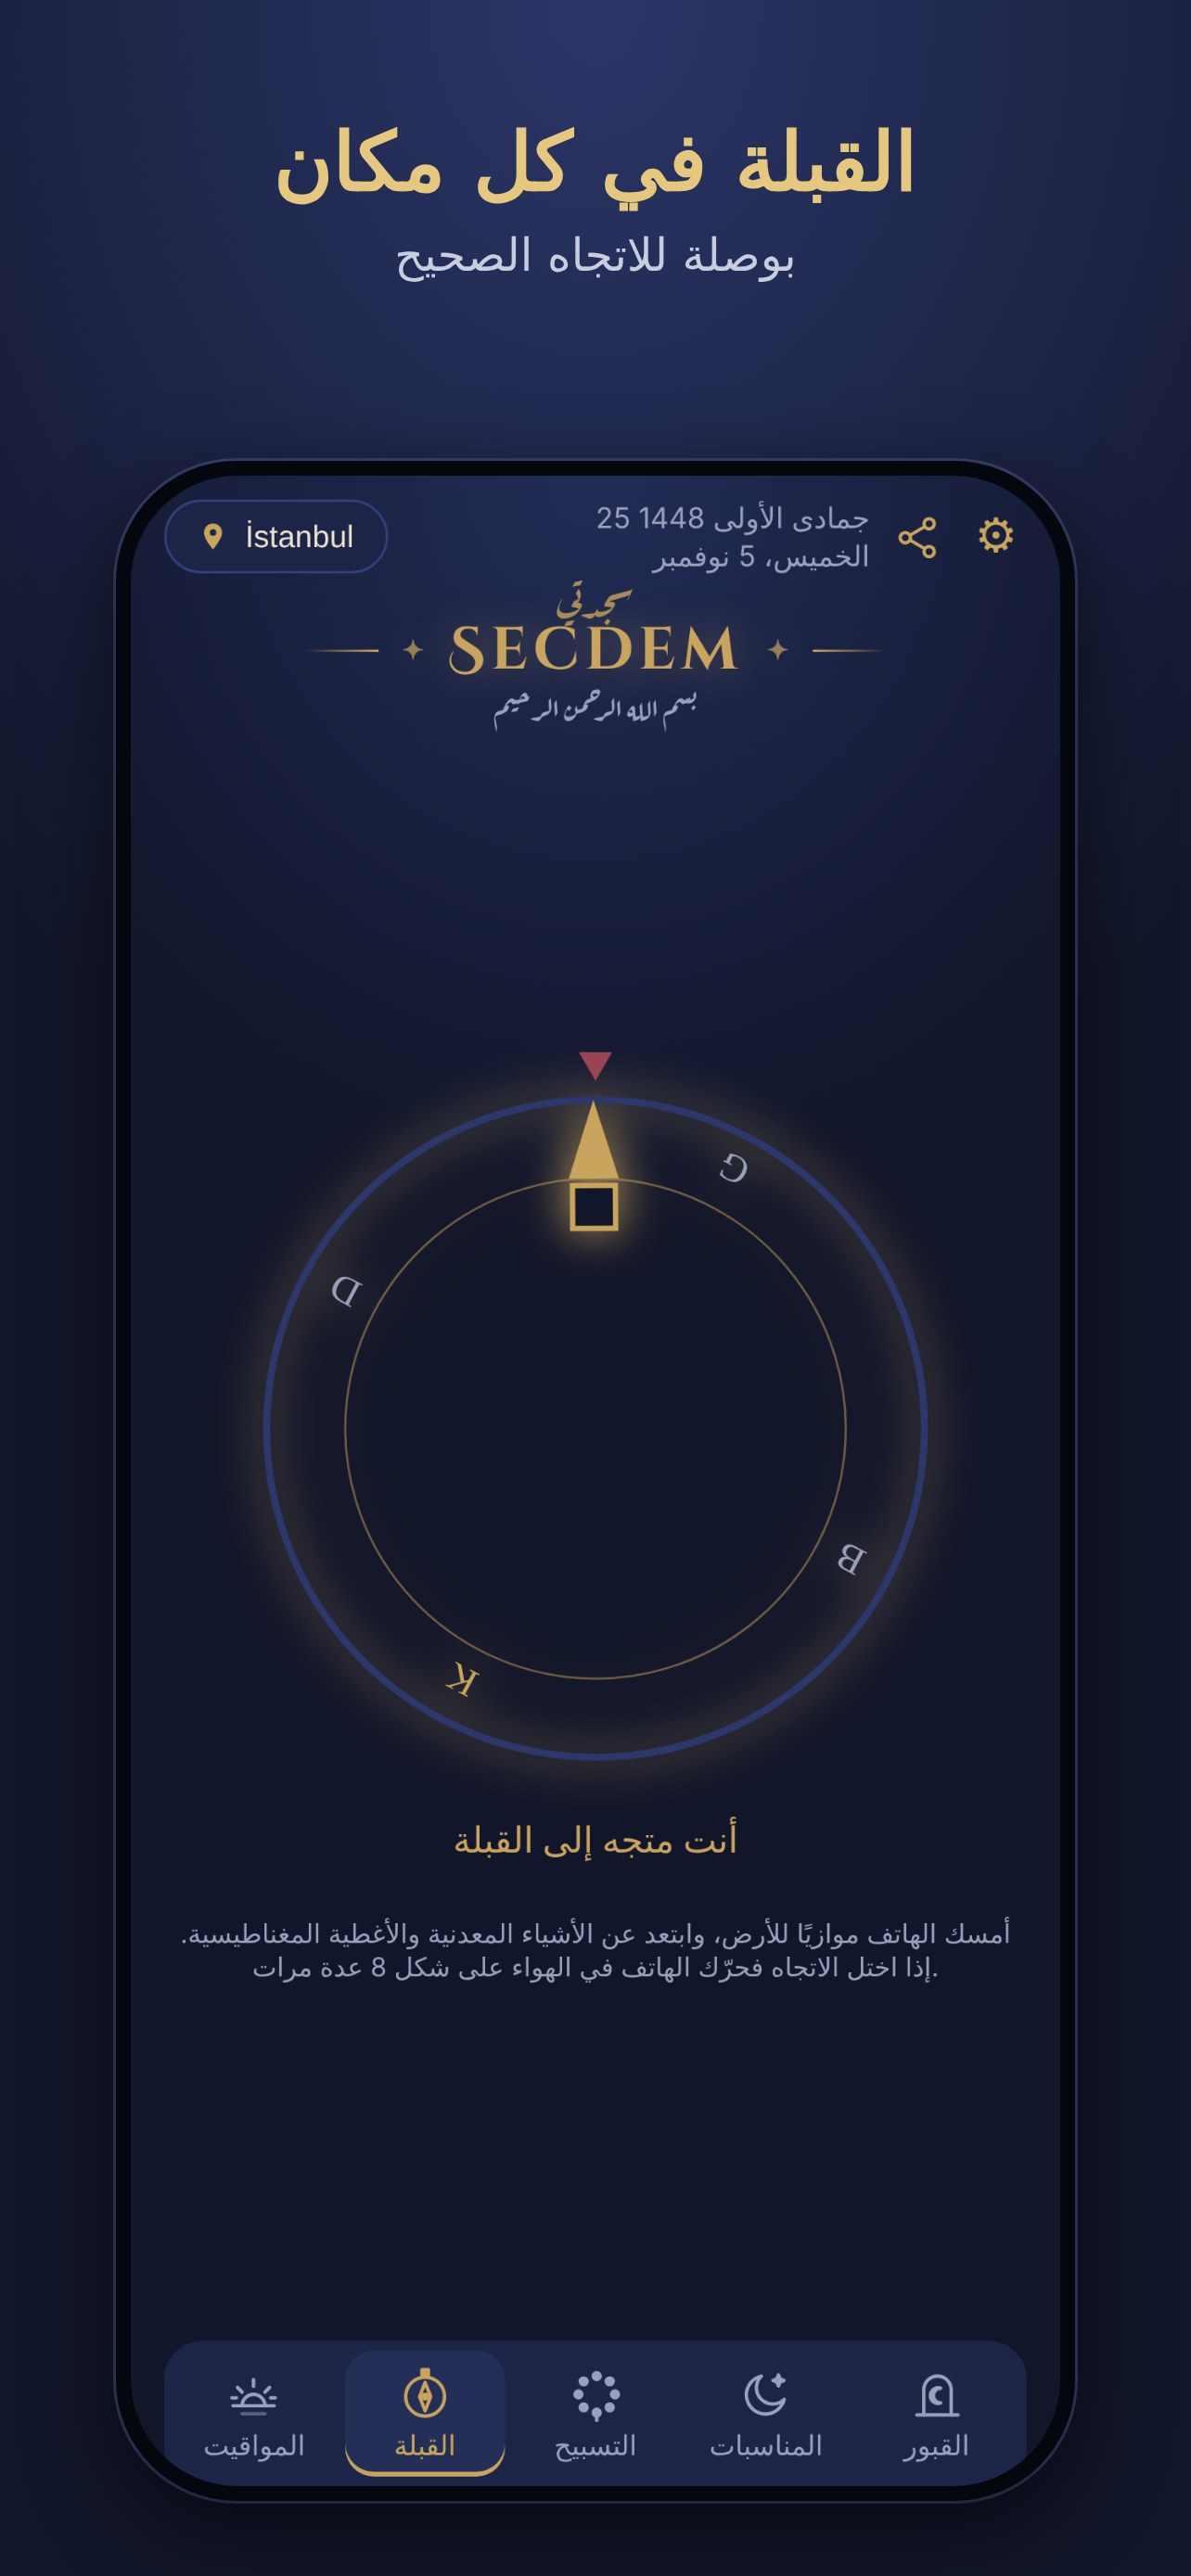 القبلة في كل مكان
بوصلة للاتجاه الصحيح
İstanbul
25 جمادى الأولى 1448
الخميس، 5 نوفمبر
سجدتي
SECDEM
بسم الله الرحمن الرحيم
G
D
B
K
أنت متجه إلى القبلة
أمسك الهاتف موازيًا للأرض، وابتعد عن الأشياء المعدنية والأغطية المغناطيسية.
إذا اختل الاتجاه فحرّك الهاتف في الهواء على شكل 8 عدة مرات.
المواقيت
القبلة
التسبيح
المناسبات
القبور